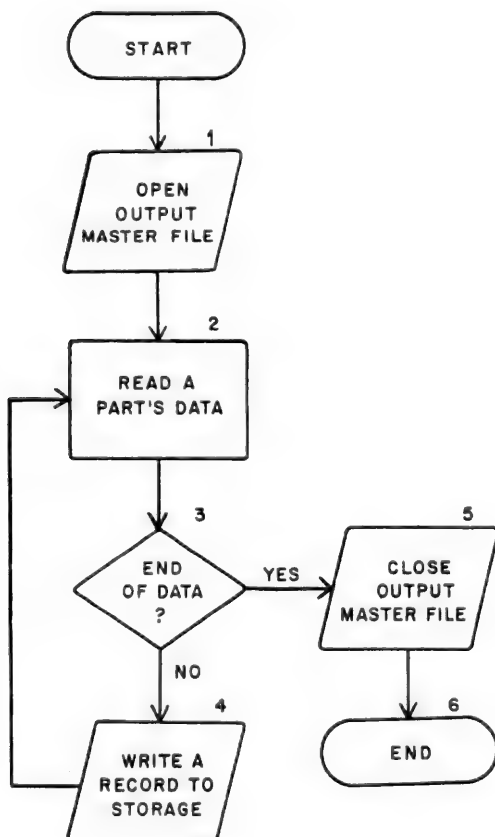 START
1
OPEN
OUTPUT
MASTER FILE
2
READ A
PART'S DATA
3
END
OF DATA
?
YES
5
CLOSE
OUTPUT
MASTER FILE
NO
4
WRITE A
RECORD TO
STORAGE
6
END